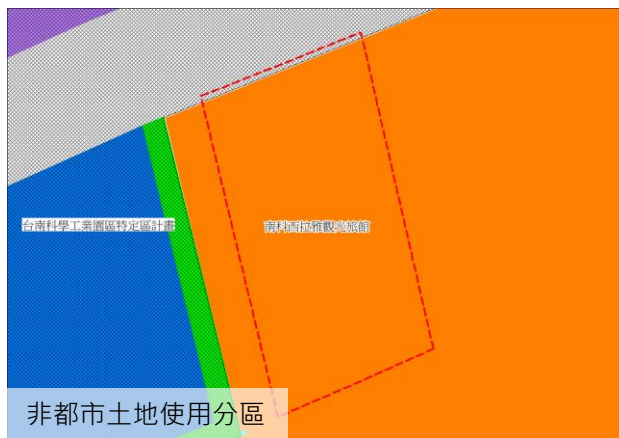 台南科學工業園區特定區計畫
南科西拉雅觀光旅館
非都市土地使用分區